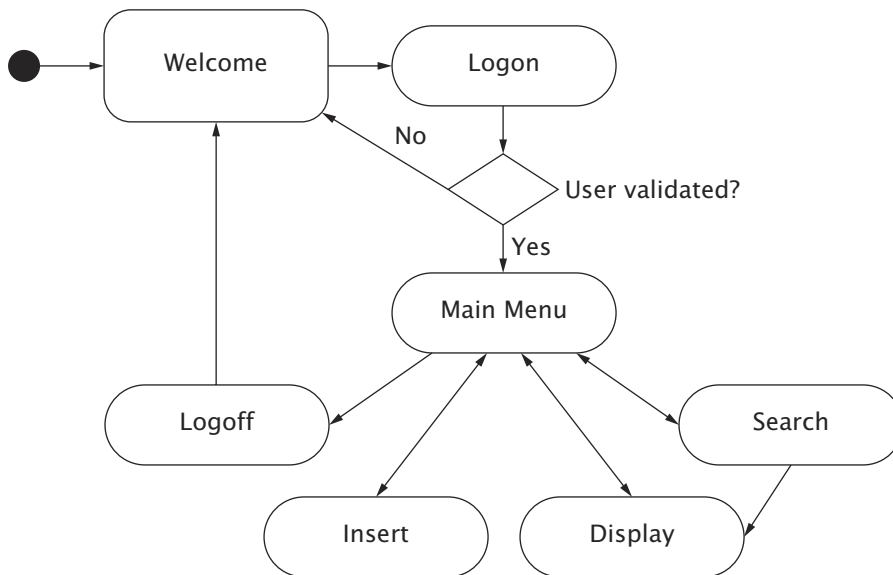 Welcome
Logon
No
User validated?
Yes
Main Menu
Logoff
Search
Insert
Display